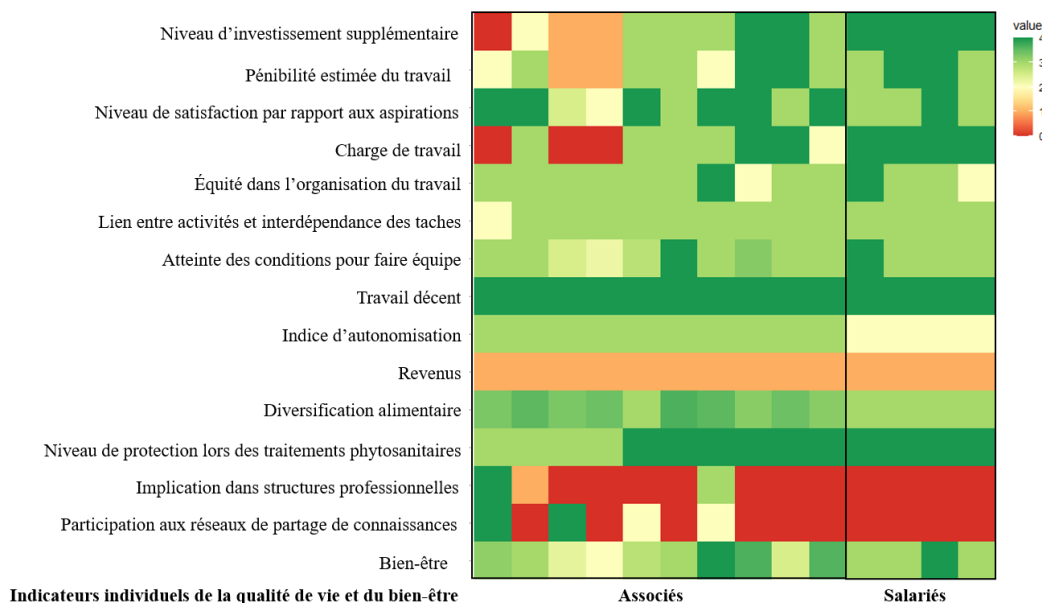 value
4
3
2
1
0
Niveau d’investissement supplémentaire
Pénibilité estimée du travail
Niveau de satisfaction par rapport aux aspirations
Charge de travail
Équité dans l’organisation du travail
Lien entre activités et interdépendance des taches
Atteinte des conditions pour faire équipe
Travail décent
Indice d’autonomisation
Revenus
Diversification alimentaire
Niveau de protection lors des traitements phytosanitaires
Implication dans structures professionnelles
Participation aux réseaux de partage de connaissances
Bien-être
Indicateurs individuels de la qualité de vie et du bien-être Associés Salariés